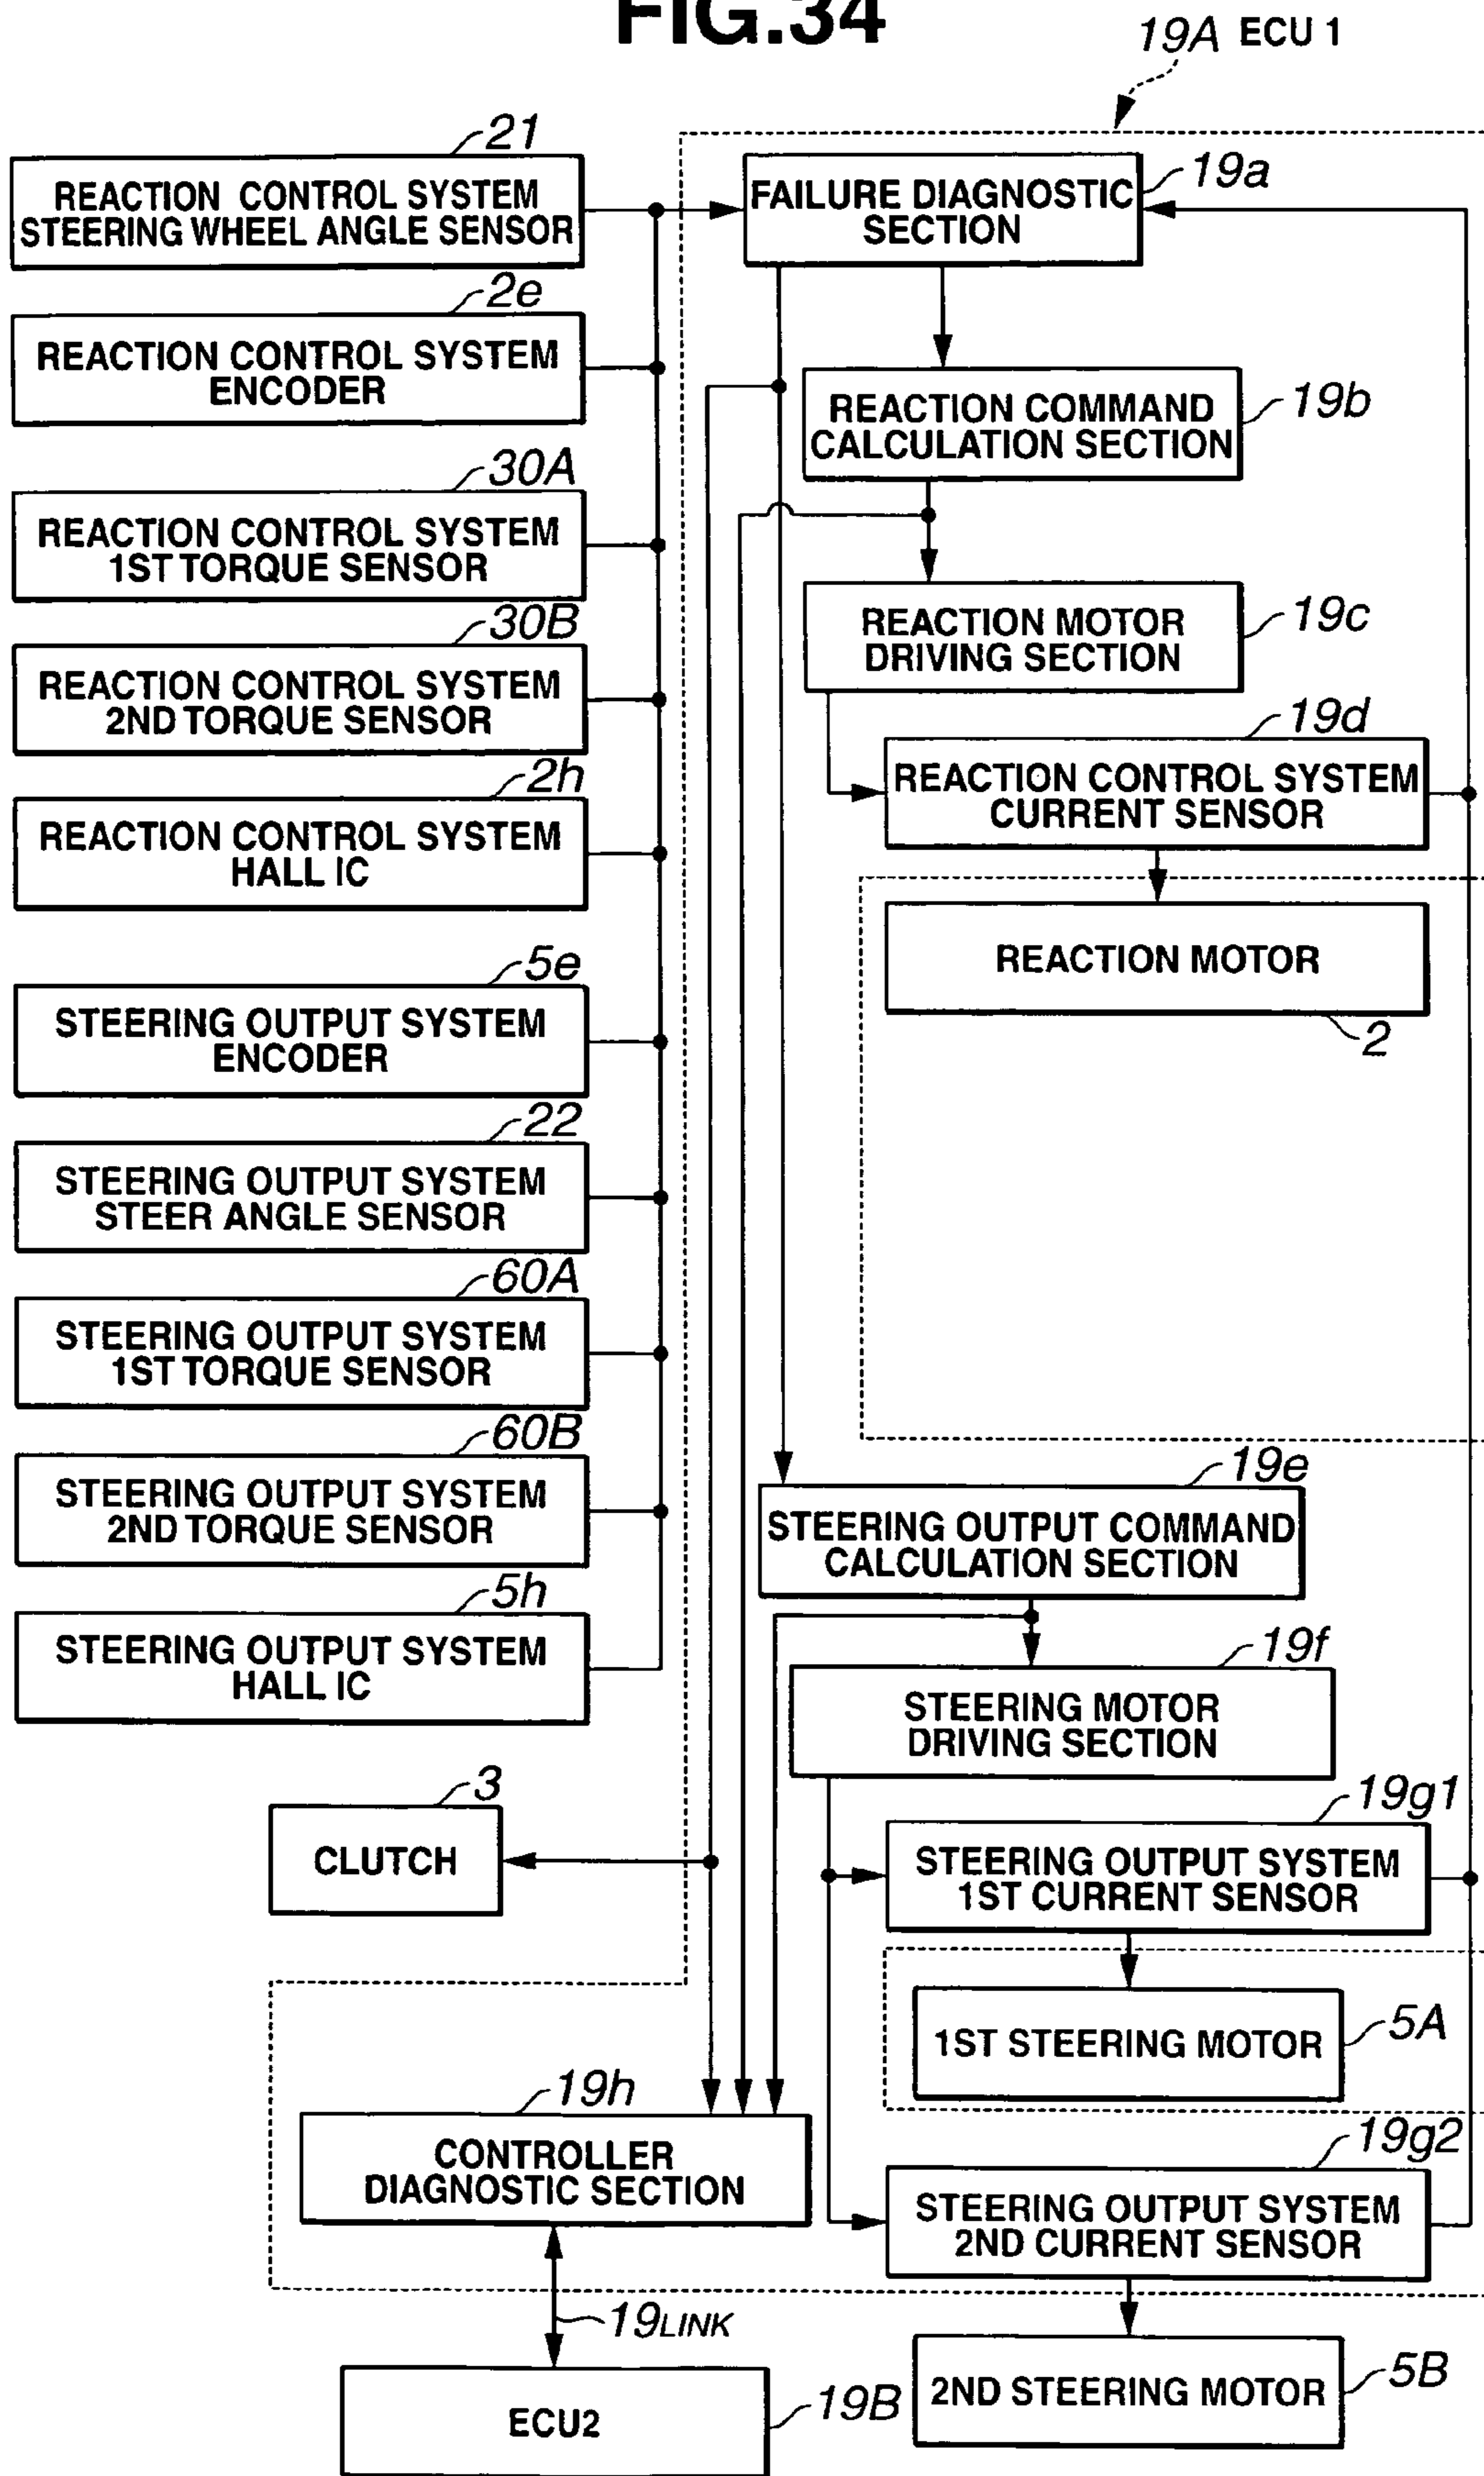 FIG.34
19A ECU 1
21
REACTION CONTROL SYSTEM
STEERING WHEEL ANGLE SENSOR
2e
REACTION CONTROL SYSTEM
ENCODER
30A
REACTION CONTROL SYSTEM
1ST TORQUE SENSOR
30B
REACTION CONTROL SYSTEM
2ND TORQUE SENSOR
2h
REACTION CONTROL SYSTEM
HALL IC
5e
STEERING OUTPUT SYSTEM
ENCODER
22
STEERING OUTPUT SYSTEM
STEER ANGLE SENSOR
60A
STEERING OUTPUT SYSTEM
1ST TORQUE SENSOR
60B
STEERING OUTPUT SYSTEM
2ND TORQUE SENSOR
5h
STEERING OUTPUT SYSTEM
HALL IC
3
CLUTCH
19a
FAILURE DIAGNOSTIC
SECTION
19b
REACTION COMMAND
CALCULATION SECTION
19c
REACTION MOTOR
DRIVING SECTION
19d
REACTION CONTROL SYSTEM
CURRENT SENSOR
REACTION MOTOR
2
19e
STEERING OUTPUT COMMAND
CALCULATION SECTION
19f
STEERING MOTOR
DRIVING SECTION
19g1
STEERING OUTPUT SYSTEM
1ST CURRENT SENSOR
1ST STEERING MOTOR
5A
19g2
STEERING OUTPUT SYSTEM
2ND CURRENT SENSOR
2ND STEERING MOTOR
5B
19h
CONTROLLER
DIAGNOSTIC SECTION
19LINK
ECU2
19B